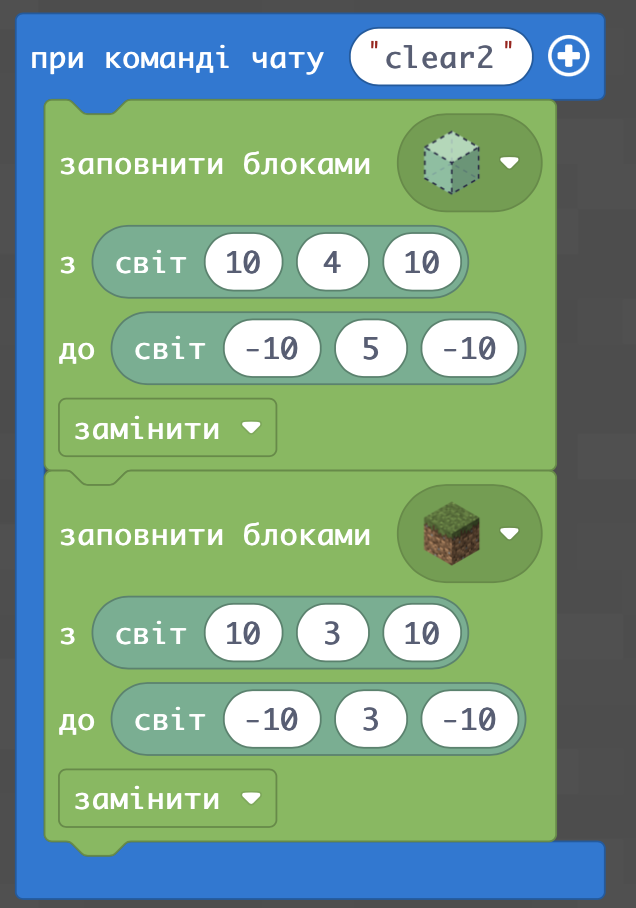 при команді чату "clear2"
заповнити блоками
з світ 10 4 10
до світ -10 5 -10
замінити
заповнити блоками
з світ 10 3 10
до світ -10 3 -10
замінити